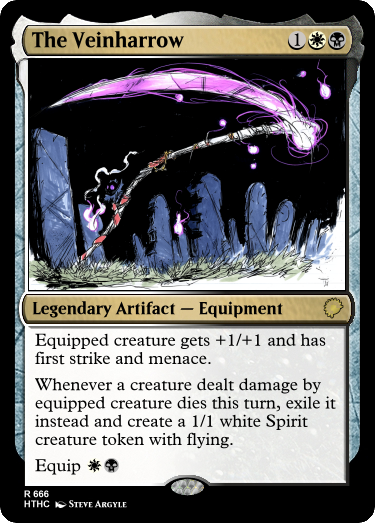 The Veinharrow 1
Legendary Artifact — Equipment
Equipped creature gets +1/+1 and has
first strike and menace.
Whenever a creature dealt damage by
equipped creature dies this turn, exile it
instead and create a 1/1 white Spirit
creature token with flying.
Equip
R 666
HTHC Steve Argyle